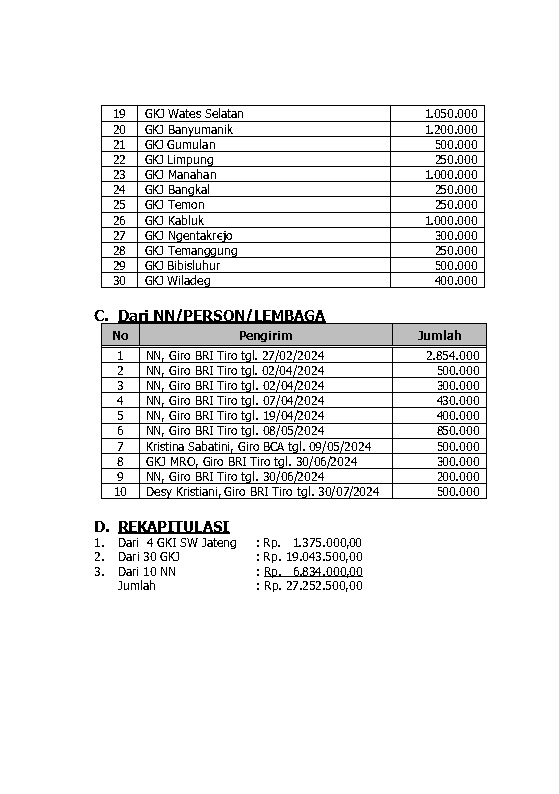 19 GKJ Wates Selatan 1.050.000
20 GKJ Banyumanik 1.200.000
21 GKJ Gumulan 500.000
22 GKJ Limpung 250.000
23 GKJ Manahan 1.000.000
24 GKJ Bangkal 250.000
25 GKJ Temon 250.000
26 GKJ Kabluk 1.000.000
27 GKJ Ngentakrejo 300.000
28 GKJ Temanggung 250.000
29 GKJ Bibisluhur 500.000
30 GKJ Wiladeg 400.000
C. Dari NN/PERSON/LEMBAGA
No Pengirim Jumlah
1 NN, Giro BRI Tiro tgl. 27/02/2024 2.854.000
2 NN, Giro BRI Tiro tgl. 02/04/2024 500.000
3 NN, Giro BRI Tiro tgl. 02/04/2024 300.000
4 NN, Giro BRI Tiro tgl. 07/04/2024 430.000
5 NN, Giro BRI Tiro tgl. 19/04/2024 400.000
6 NN, Giro BRI Tiro tgl. 08/05/2024 850.000
7 Kristina Sabatini, Giro BCA tgl. 09/05/2024 500.000
8 GKJ MRO, Giro BRI Tiro tgl. 30/06/2024 300.000
9 NN, Giro BRI Tiro tgl. 30/06/2024 200.000
10 Desy Kristiani, Giro BRI Tiro tgl. 30/07/2024 500.000
D. REKAPITULASI
1. Dari 4 GKI SW Jateng : Rp. 1.375.000,00
2. Dari 30 GKJ : Rp. 19.043.500,00
3. Dari 10 NN : Rp. 6.834.000,00
Jumlah : Rp. 27.252.500,00